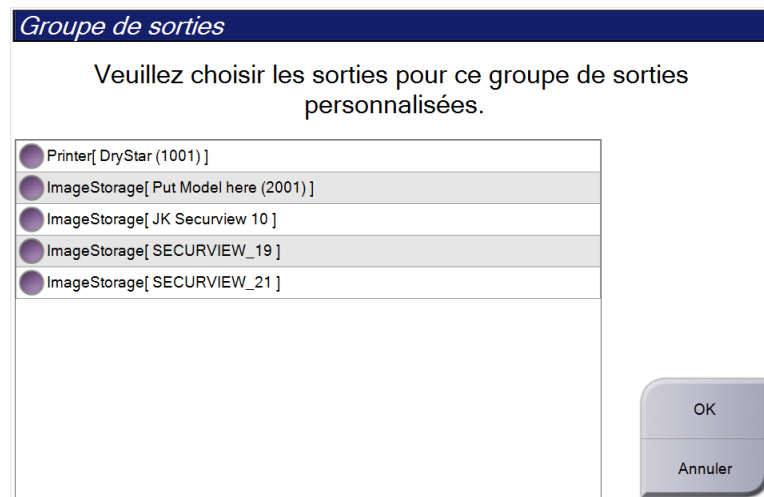 Groupe de sorties
Veuillez choisir les sorties pour ce groupe de sorties
personnalisées.
Printer[ DryStar (1001) ]
ImageStorage[ Put Model here (2001) ]
ImageStorage[ JK Securview 10 ]
ImageStorage[ SECURVIEW_19 ]
ImageStorage[ SECURVIEW_21 ]
OK
Annuler